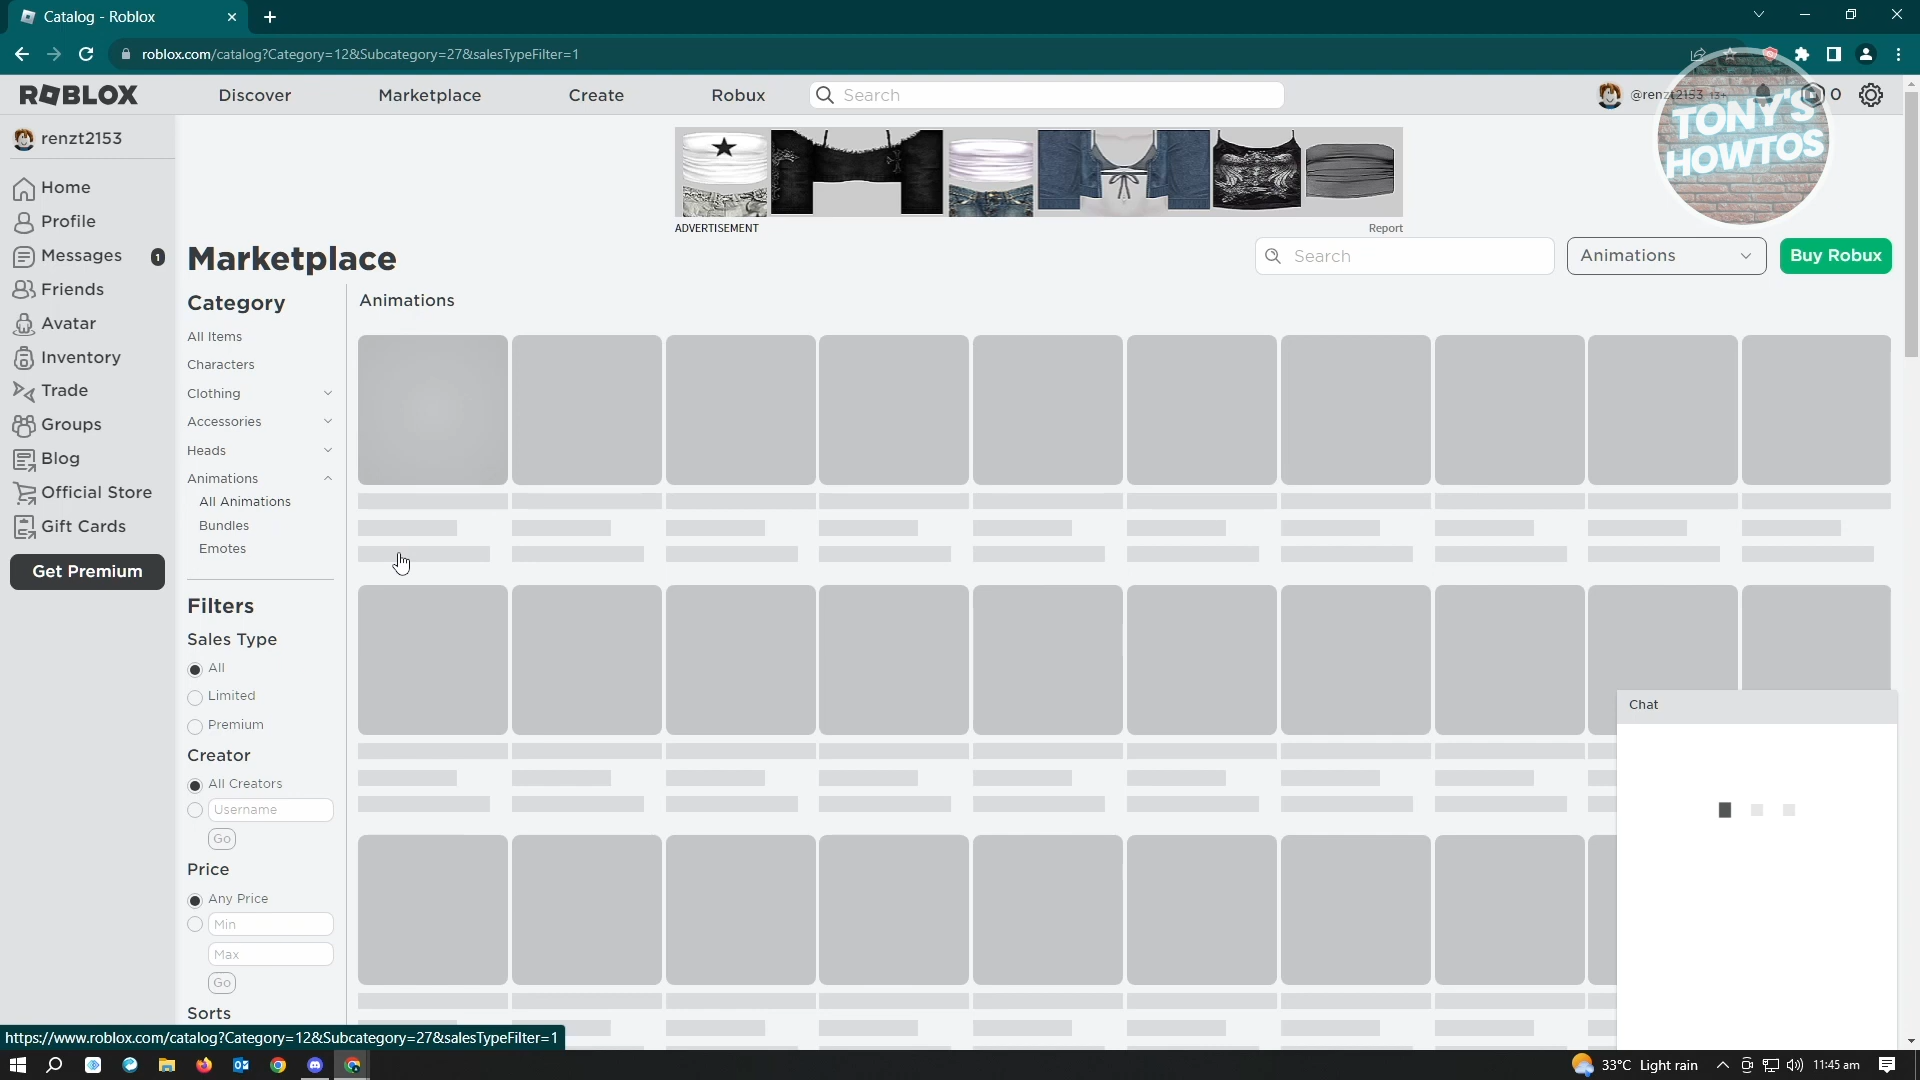 Catalog - Roblox
roblox.com/catalog?Category=12&Subcategory=27&salesTypeFilter=1
ROBLOX
Discover
Marketplace
Create
Robux
Search
@renzt2153 13+
0
TONY'S
HOWTOS
renzt2153
Home
Profile
Messages 1
Friends
Avatar
Inventory
Trade
Groups
Blog
Official Store
Gift Cards
Get Premium
ADVERTISEMENT
Report
Marketplace
Search
Animations
Buy Robux
Category
All Items
Characters
Clothing
Accessories
Heads
Animations
All Animations
Bundles
Emotes
Filters
Sales Type
All
Limited
Premium
Creator
All Creators
Username
Go
Price
Any Price
Min
Max
Go
Sorts
Animations
Chat
https://www.roblox.com/catalog?Category=12&Subcategory=27&salesTypeFilter=1
33°C Light rain
11:45 am